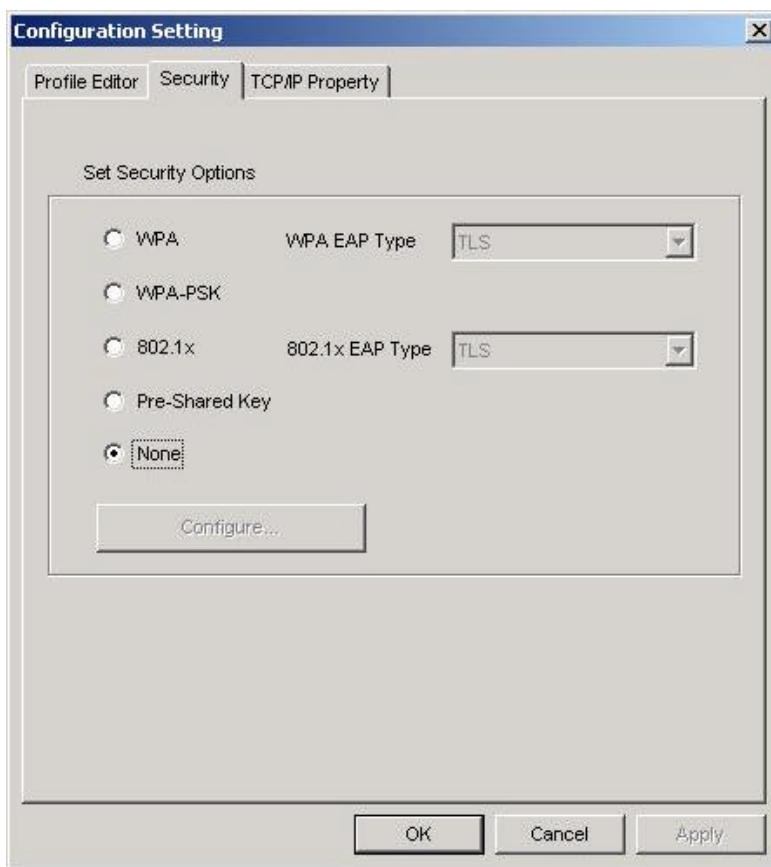 Configuration Setting
Profile Editor Security TCP/IP Property
Set Security Options
WPA WPA EAP Type TLS
WPA-PSK
802.1x 802.1x EAP Type TLS
Pre-Shared Key
None
Configure...
OK Cancel Apply